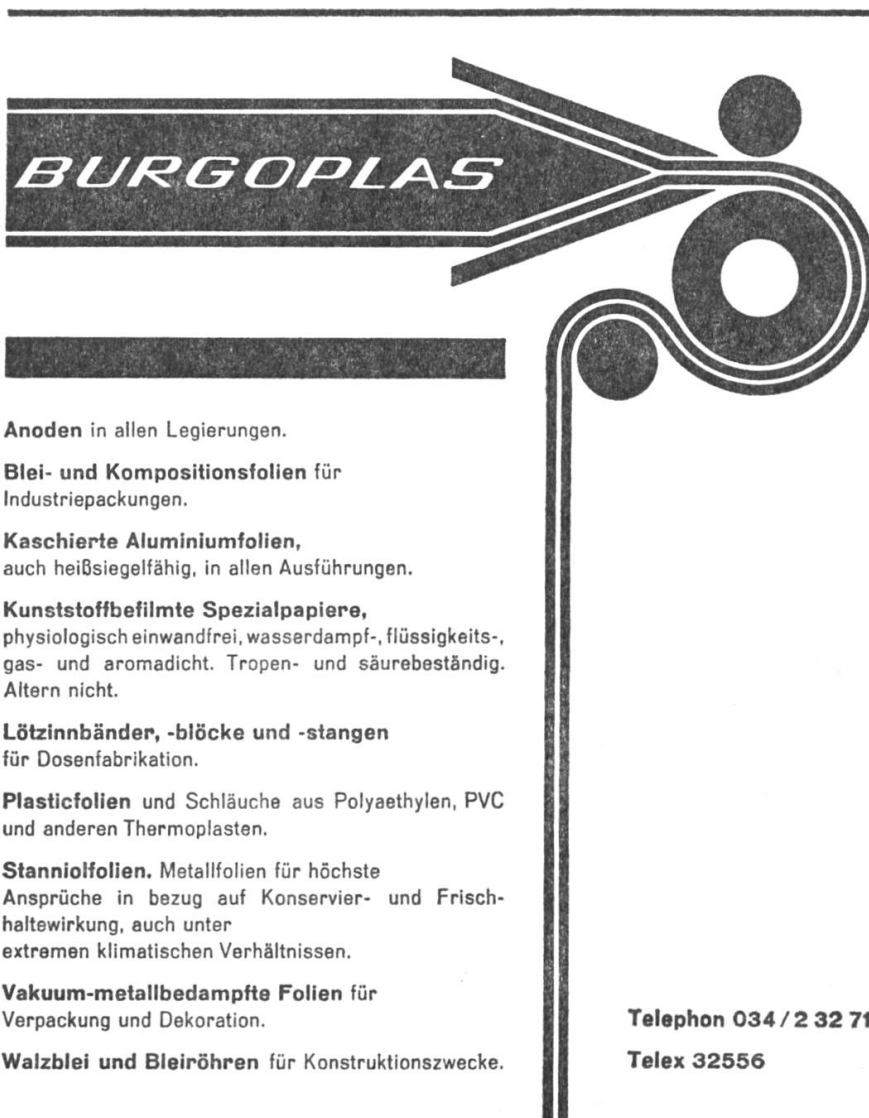 BURGOPLAS
Anoden in allen Legierungen.
Blei- und Kompositionsfolien für
Industriepackungen.
Kaschierte Aluminiumfolien,
auch heißsiegelfähig, in allen Ausführungen.
Kunststoffbefilmte Spezialpapiere,
physiologisch einwandfrei, wasserdampf-, flüssigkeits-,
gas- und aromadicht. Tropen- und säurebeständig.
Altern nicht.
Lötzinnbänder, -blöcke und -stangen
für Dosenfabrikation.
Plasticfolien und Schläuche aus Polyaethylen, PVC
und anderen Thermoplasten.
Stanniolfolien. Metallfolien für höchste
Ansprüche in bezug auf Konservier- und Frisch-
haltewirkung, auch unter
extremen klimatischen Verhältnissen.
Vakuum-metallbedampfte Folien für
Verpackung und Dekoration.
Walzblei und Bleiröhren für Konstruktionszwecke.
Telephon 034 / 2 32 71
Telex 32556